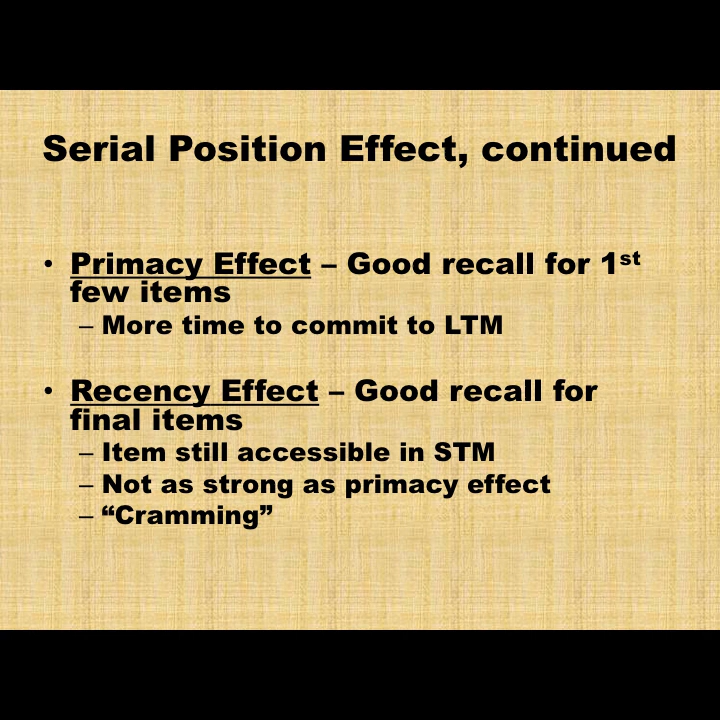 Serial Position Effect, continued
• Primacy Effect – Good recall for 1st
few items
– More time to commit to LTM
• Recency Effect – Good recall for
final items
– Item still accessible in STM
– Not as strong as primacy effect
– “Cramming”